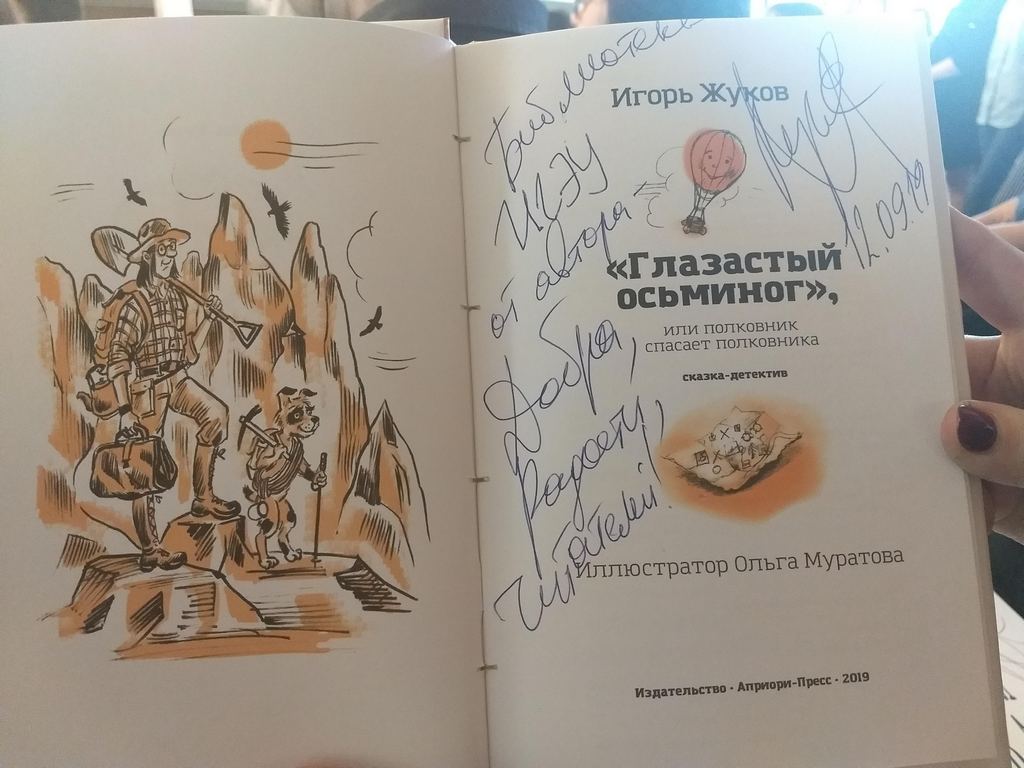 Библиотеке
ИЭУ
от автора
Добра,
Радости,
Читателей!
12.09.19
Игорь Жуков
«Глазастый
осьминог»,
или полковник
спасает полковника
сказка-детектив
Иллюстратор Ольга Муратова
Издательство · Априори-Пресс · 2019